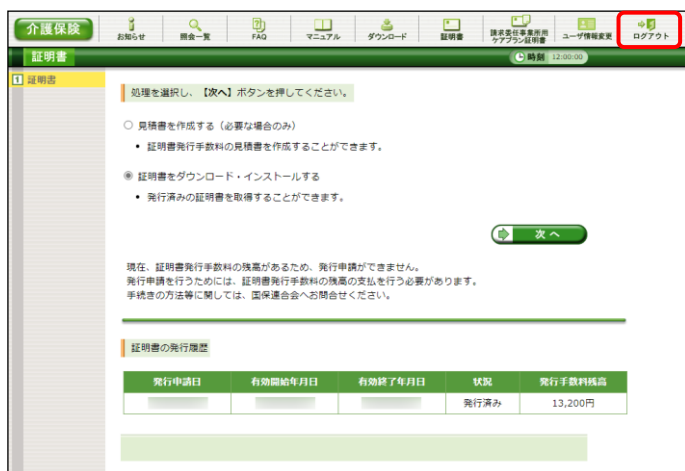 介護保険
お知らせ
照会一覧
FAQ
マニュアル
ダウンロード
証明書
請求委任事業所用
ケアプラン証明書
ユーザ情報変更
ログアウト
証明書
時刻 12:00:00
1 証明書
処理を選択し、【次へ】ボタンを押してください。
見積書を作成する（必要な場合のみ）
• 証明書発行手数料の見積書を作成することができます。
証明書をダウンロード・インストールする
• 発行済みの証明書を取得することができます。
次 へ
現在、証明書発行手数料の残高があるため、発行申請ができません。
発行申請を行うためには、証明書発行手数料の残高の支払を行う必要があります。
手続きの方法等に関しては、国保連合会へお問合せください。
証明書の発行履歴
発行申請日 有効開始年月日 有効終了年月日 状況 発行手数料残高
発行済み 13,200円